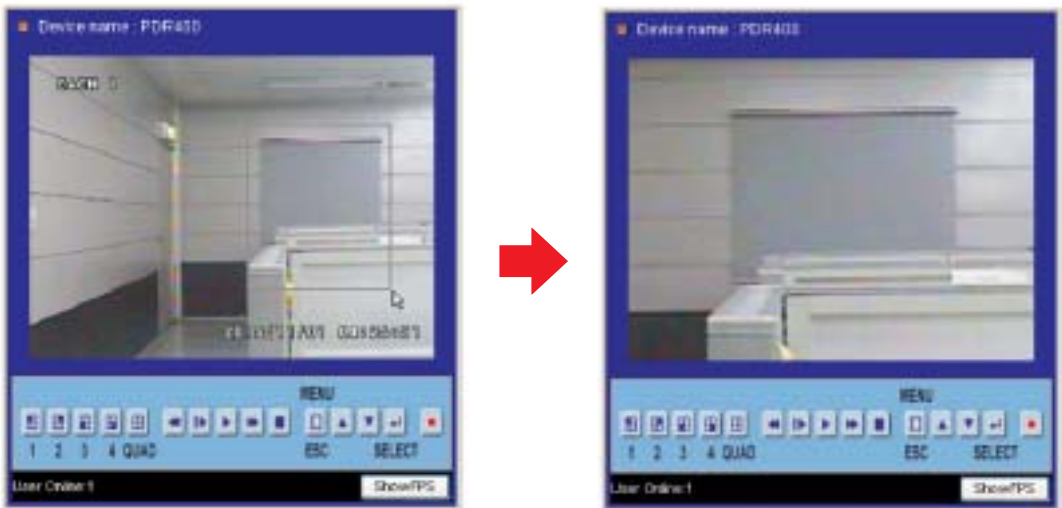 Device name : PDR400
MENU
1 2 3 4 QUAD ESC SELECT
User Online:1 ShowFPS
Device name : PDR400
MENU
1 2 3 4 QUAD ESC SELECT
User Online:1 ShowFPS